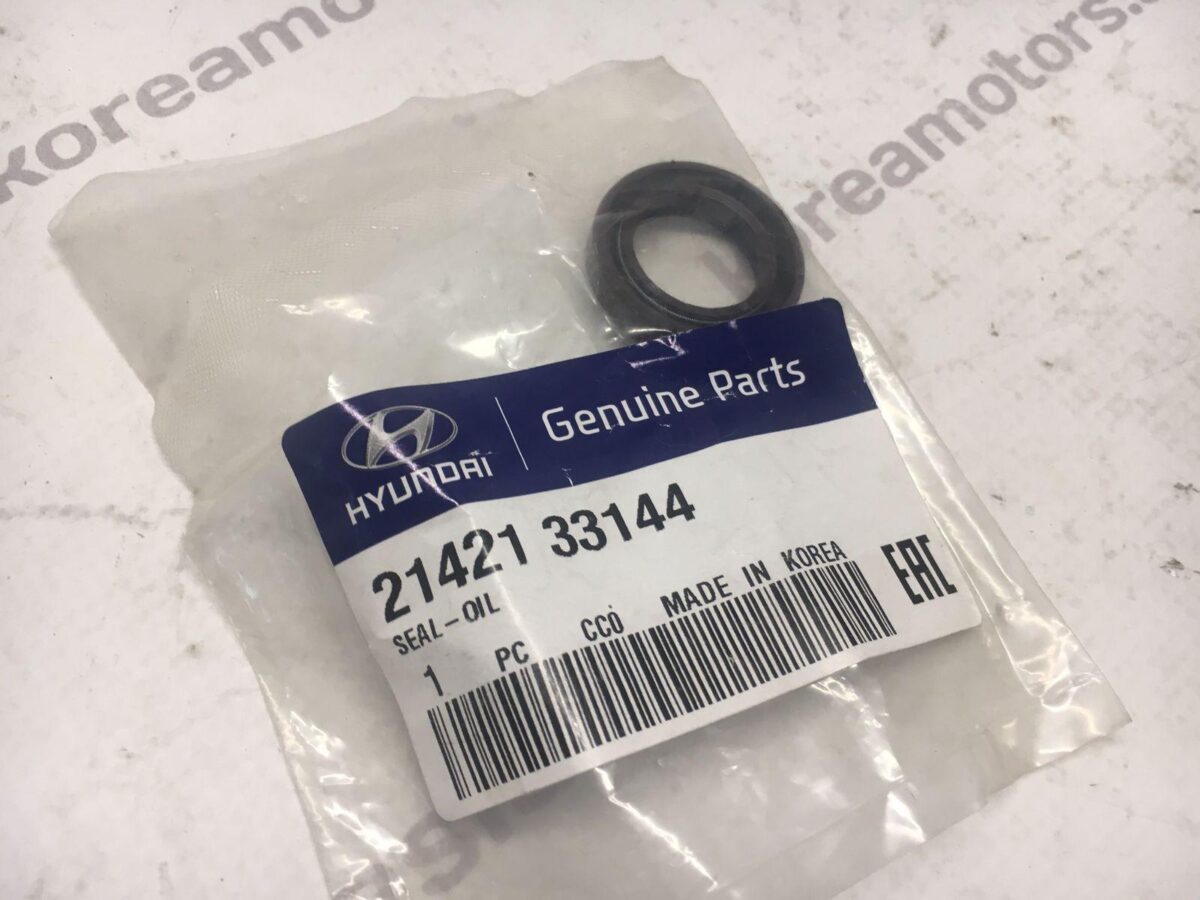 koreamo
koreamotors.c
HYUNDAI
Genuine Parts
21421 33144
SEAL-OIL
1 PC CCO MADE IN KOREA
EAC